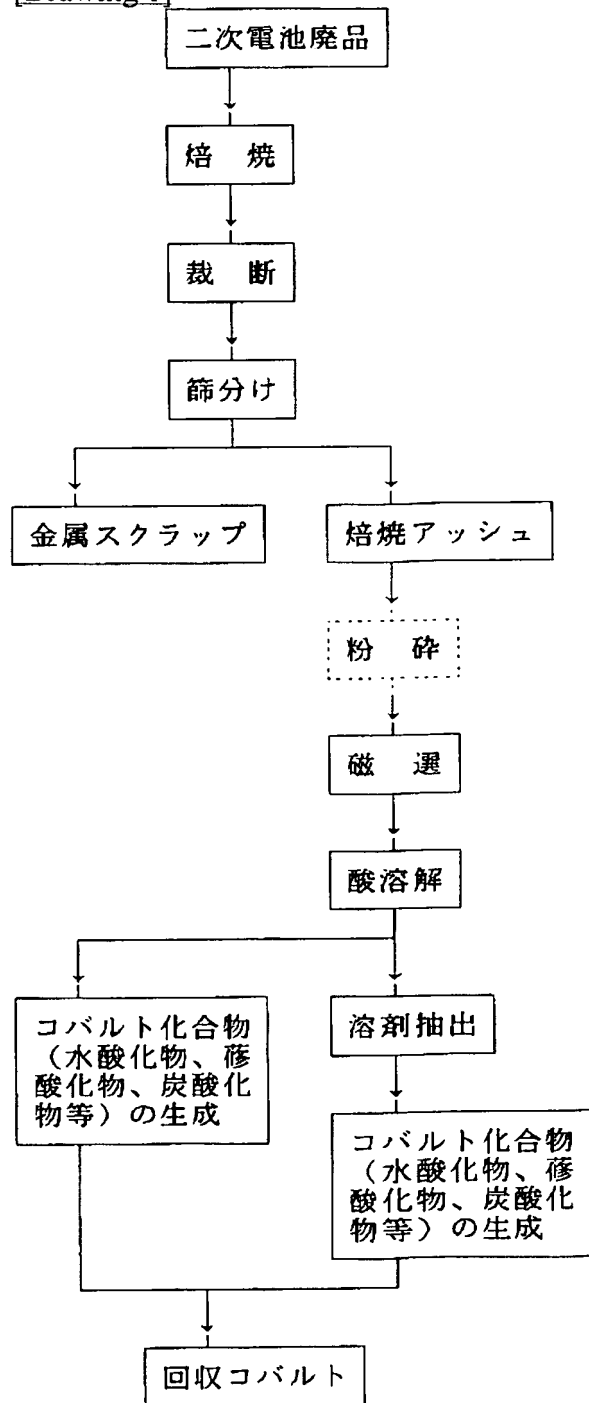 [Drawing 1]
二次電池廃品
焙 焼
裁 断
篩分け
金属スクラップ
焙焼アッシュ
粉 砕
磁 選
酸溶解
コバルト化合物
（水酸化物、蓚
酸化物、炭酸化
物等）の生成
溶剤抽出
コバルト化合物
（水酸化物、蓚
酸化物、炭酸化
物等）の生成
回収コバルト